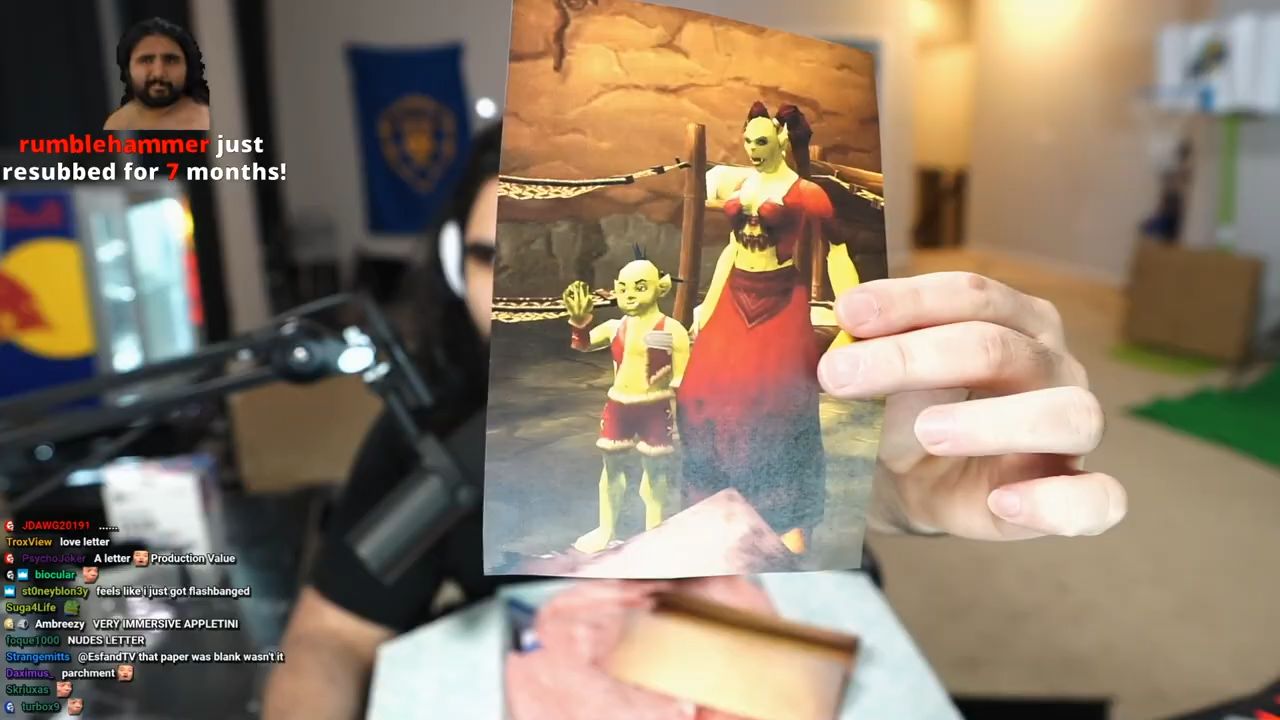 rumblehammer just
resubbed for 7 months!
JDAWG20191 ......
TroxView love letter
PsychoJoker A letter Production Value
biocular
st0neyblon3y feels like i just got flashbanged
Suga4Life
Ambreezy VERY IMMERSIVE APPLETINI
foque1000 NUDES LETTER
Strangemitts @EsfandTV that paper was blank wasn't it
Daximus_ parchment
Skriuxas
turbox9